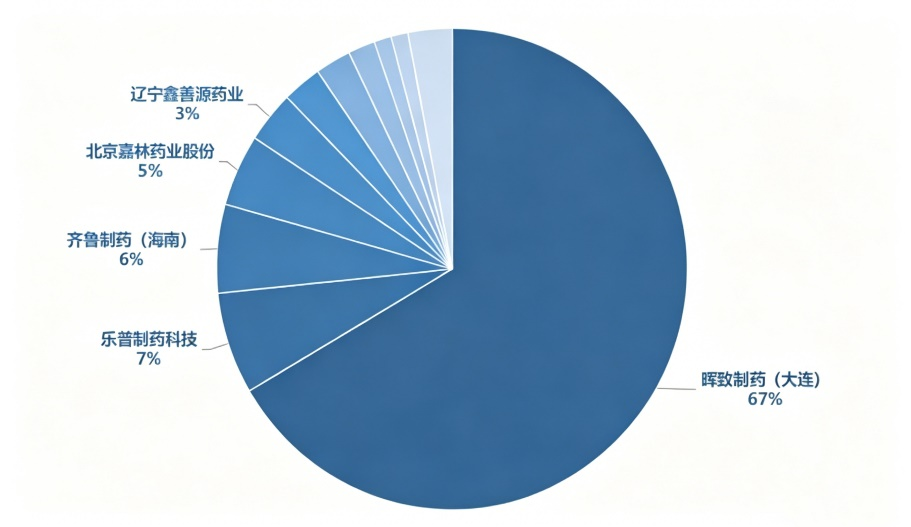 辽宁鑫善源药业
3%
北京嘉林药业股份
5%
齐鲁制药（海南）
6%
乐普制药科技
7%
晖致制药（大连）
67%